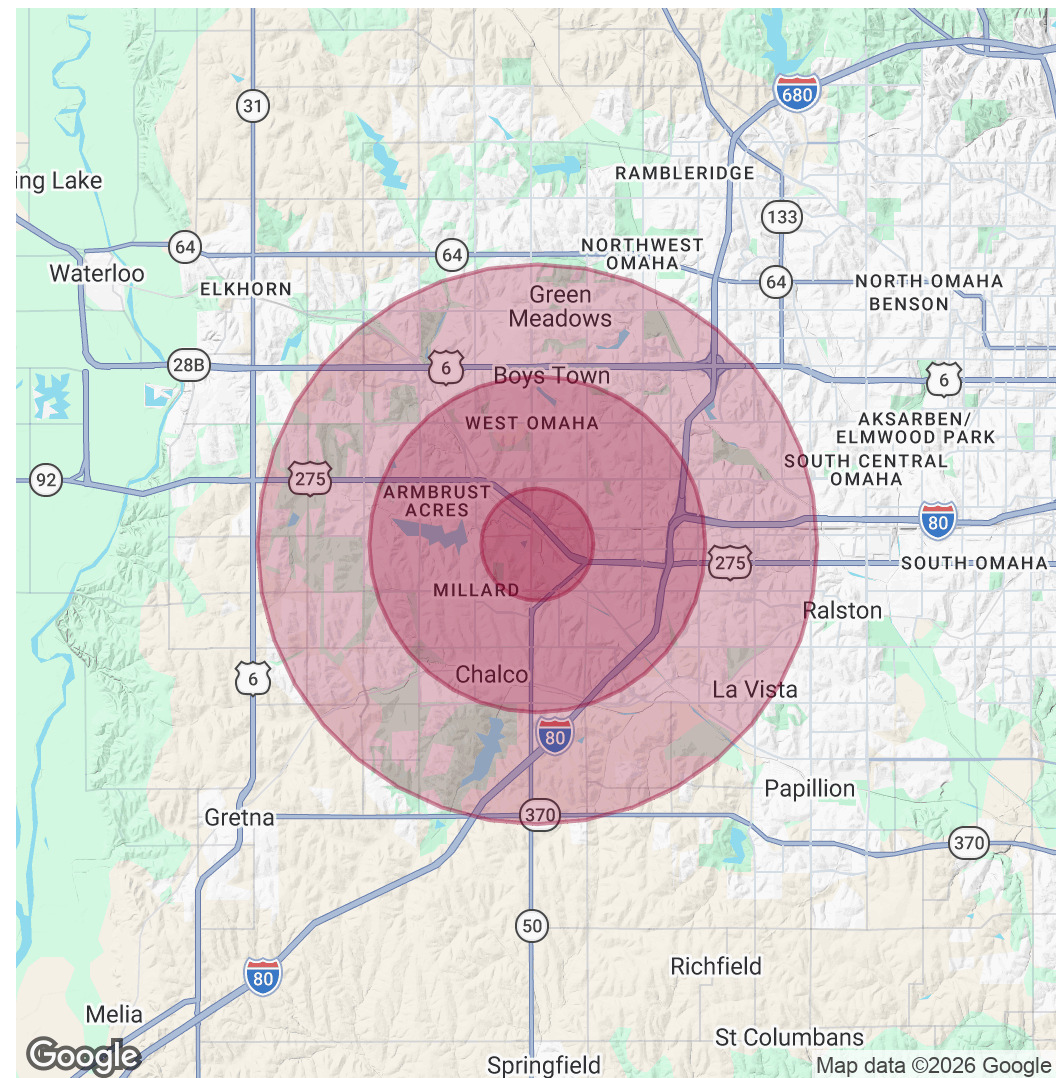 680
31
RAMBLERIDGE
ing Lake
133
NORTHWEST
OMAHA
64
64
Waterloo
64
NORTH OMAHA
ELKHORN
Green
Meadows
BENSON
28B
6
Boys Town
6
WEST OMAHA
AKSARBEN/
ELMWOOD PARK
SOUTH CENTRAL
OMAHA
92
275
ARMBRUST
ACRES
80
275
SOUTH OMAHA
MILLARD
Ralston
6
Chalco
La Vista
80
Papillion
Gretna
370
370
50
Richfield
80
Melia
St Columbans
Google
Springfield
Map data ©2026 Google